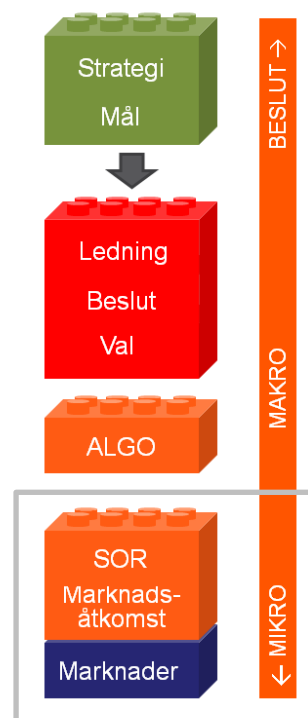 Strategi
Mål
Ledning
Beslut
Val
ALGO
SOR
Marknads-
åtkomst
Marknader
BESLUT →
MAKRO
← MIKRO